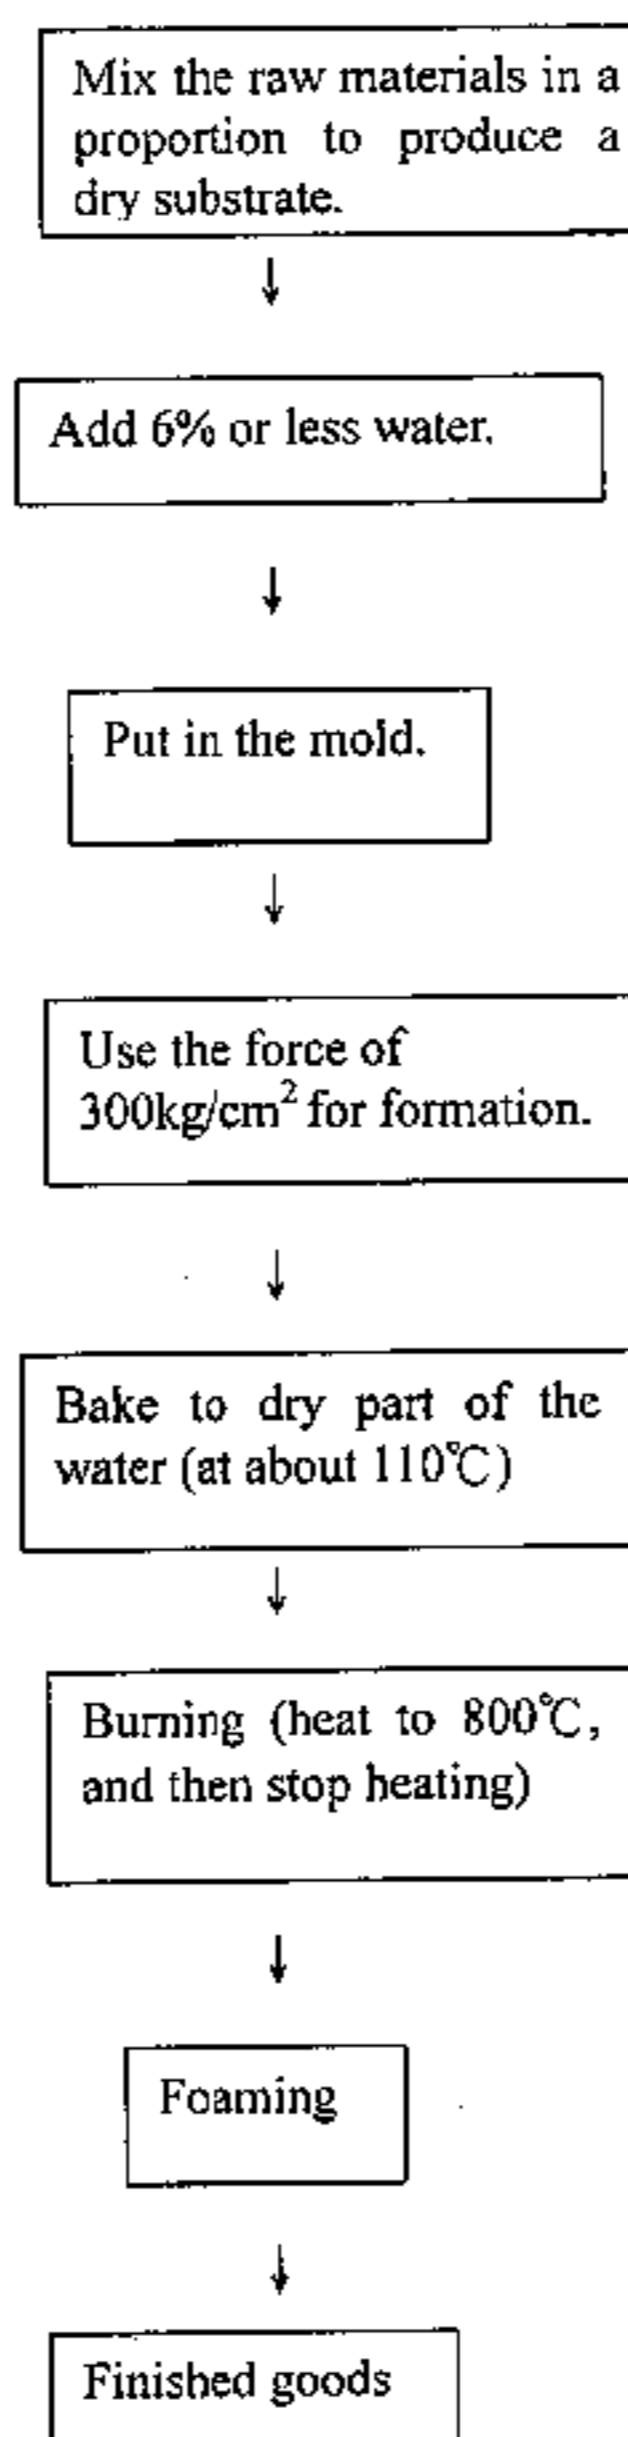 Mix the raw materials in a
proportion to produce a
dry substrate.
Add 6% or less water.
Put in the mold.
Use the force of
300kg/cm² for formation.
Bake to dry part of the
water (at about 110℃)
Burning (heat to 800℃,
and then stop heating)
Foaming
Finished goods